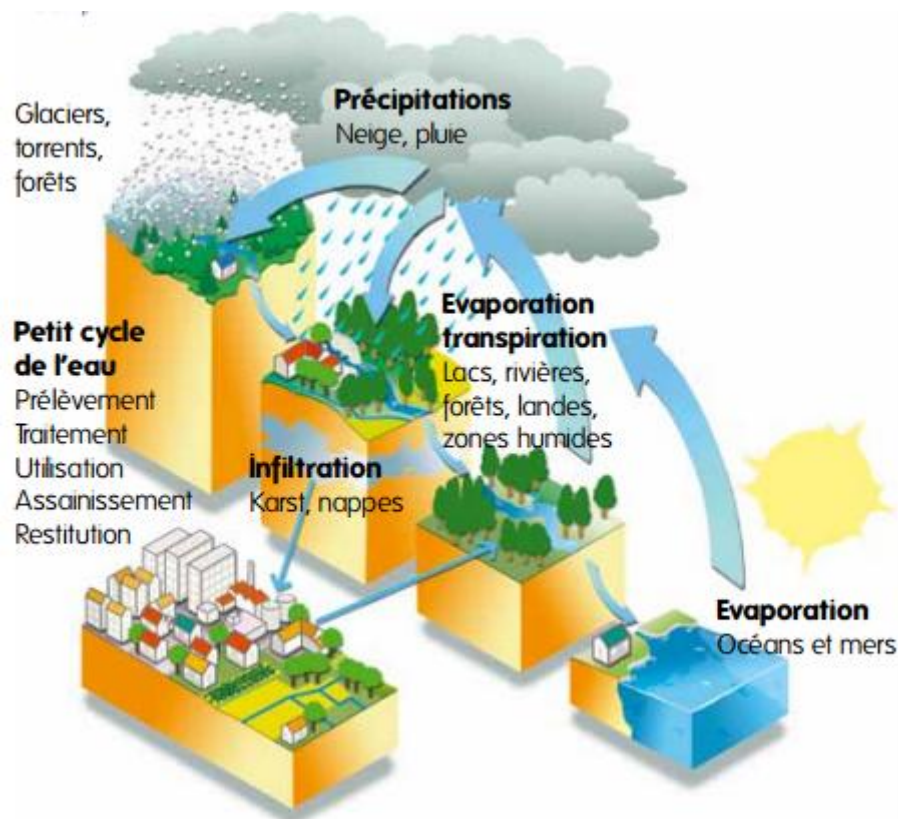 Glaciers,
torrents,
forêts
Précipitations
Neige, pluie
Evaporation
transpiration
Lacs, rivières,
forêts, landes,
zones humides
Petit cycle
de l'eau
Prélèvement
Traitement
Utilisation
Assainissement
Restitution
Infiltration
Karst, nappes
Evaporation
Océans et mers